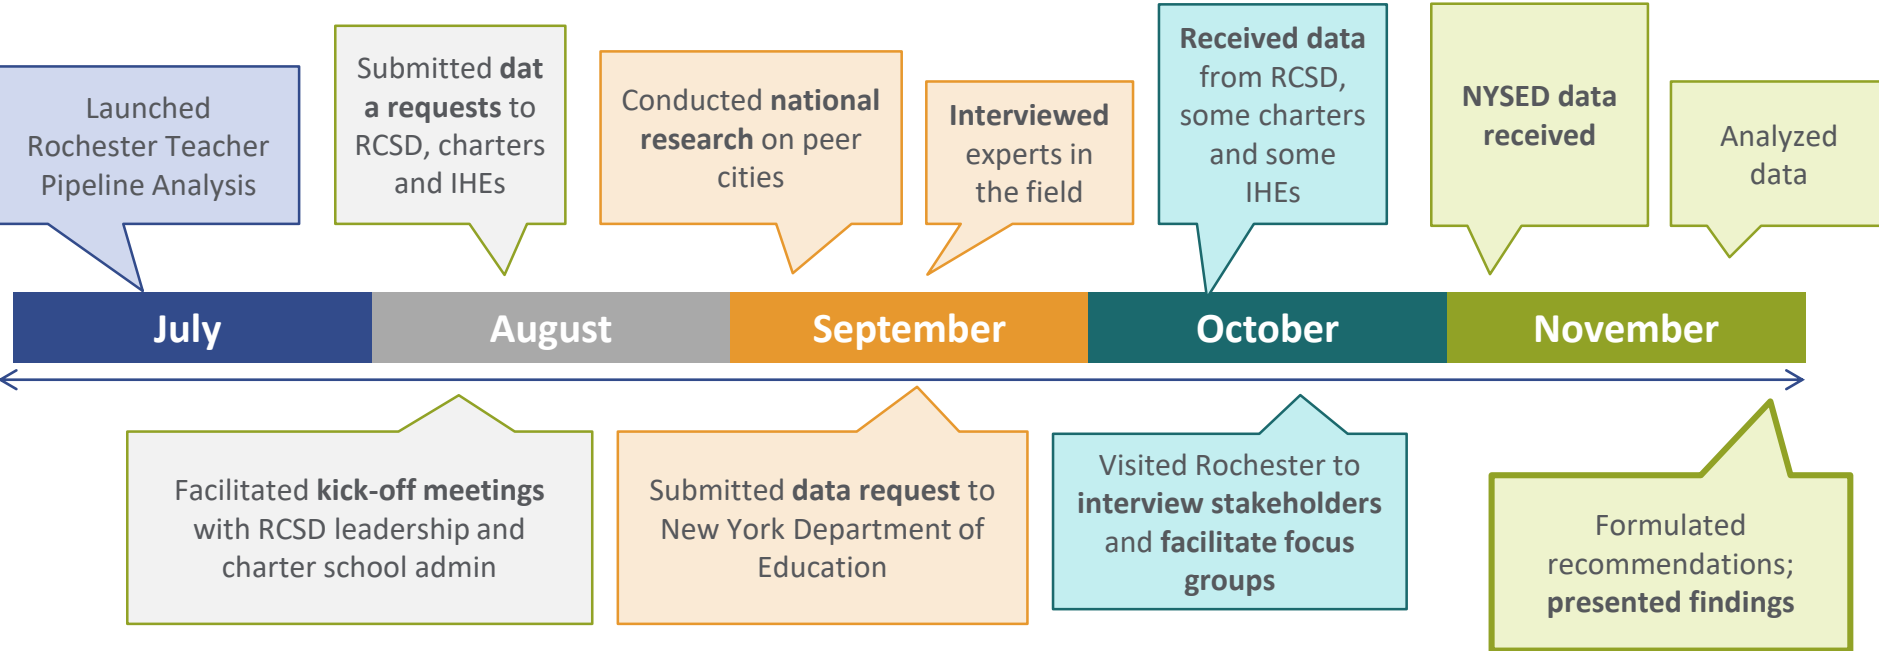 Launched
Rochester Teacher
Pipeline Analysis
Submitted dat
a requests to
RCSD, charters
and IHEs
Conducted national
research on peer
cities
Interviewed
experts in
the field
Received data
from RCSD,
some charters
and some
IHEs
NYSED data
received
Analyzed
data
July
August
September
October
November
Facilitated kick-off meetings
with RCSD leadership and
charter school admin
Submitted data request to
New York Department of
Education
Visited Rochester to
interview stakeholders
and facilitate focus
groups
Formulated
recommendations;
presented findings